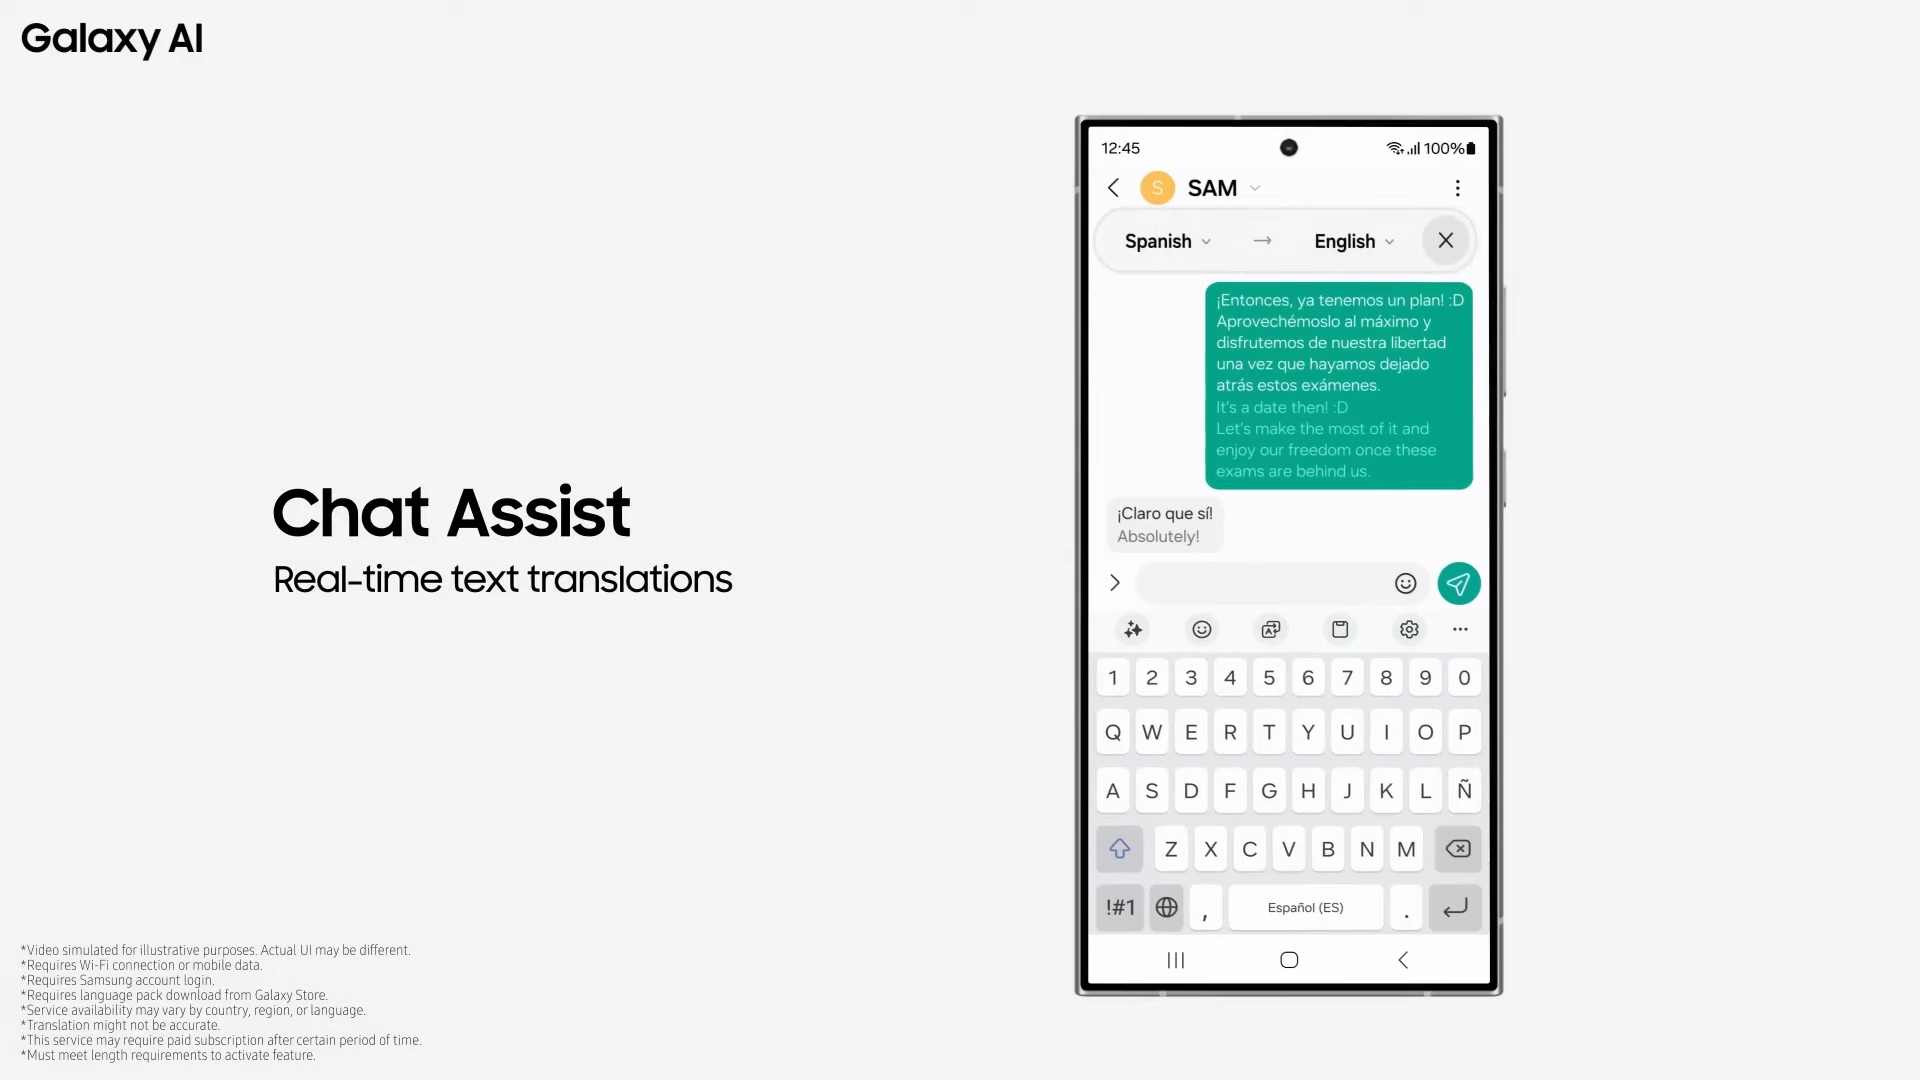 Galaxy AI
Chat Assist
Real-time text translations
*Video simulated for illustrative purposes. Actual UI may be different.
*Requires Wi-Fi connection or mobile data.
*Requires Samsung account login.
*Requires language pack download from Galaxy Store.
*Service availability may vary by country, region, or language.
*Translation might not be accurate.
*This service may require paid subscription after certain period of time.
*Must meet length requirements to activate feature.
12:45 100%
S SAM
Spanish → English
¡Entonces, ya tenemos un plan! :D
Aprovechémoslo al máximo y
disfrutemos de nuestra libertad
una vez que hayamos dejado
atrás estos exámenes.
It's a date then! :D
Let's make the most of it and
enjoy our freedom once these
exams are behind us.
¡Claro que sí!
Absolutely!
1 2 3 4 5 6 7 8 9 0
Q W E R T Y U I O P
A S D F G H J K L Ñ
Z X C V B N M
!#1 , Español (ES) .